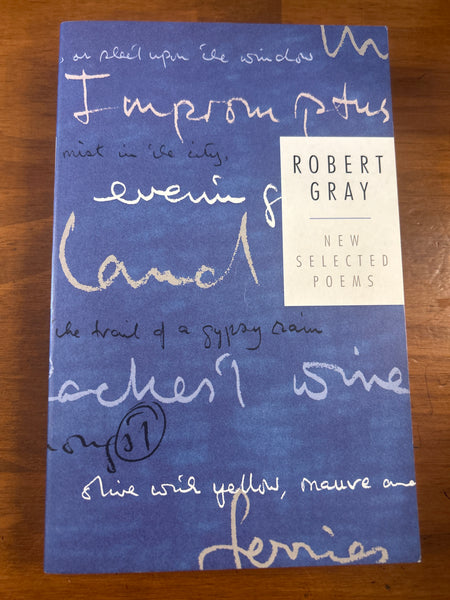 , or sleet upon the window
Impromptus
mist in the city,
evening
ROBERT
GRAY
NEW
SELECTED
POEMS
land
the trail of a gypsy rain
wine
51
olive with yellow, mauve and
ferries